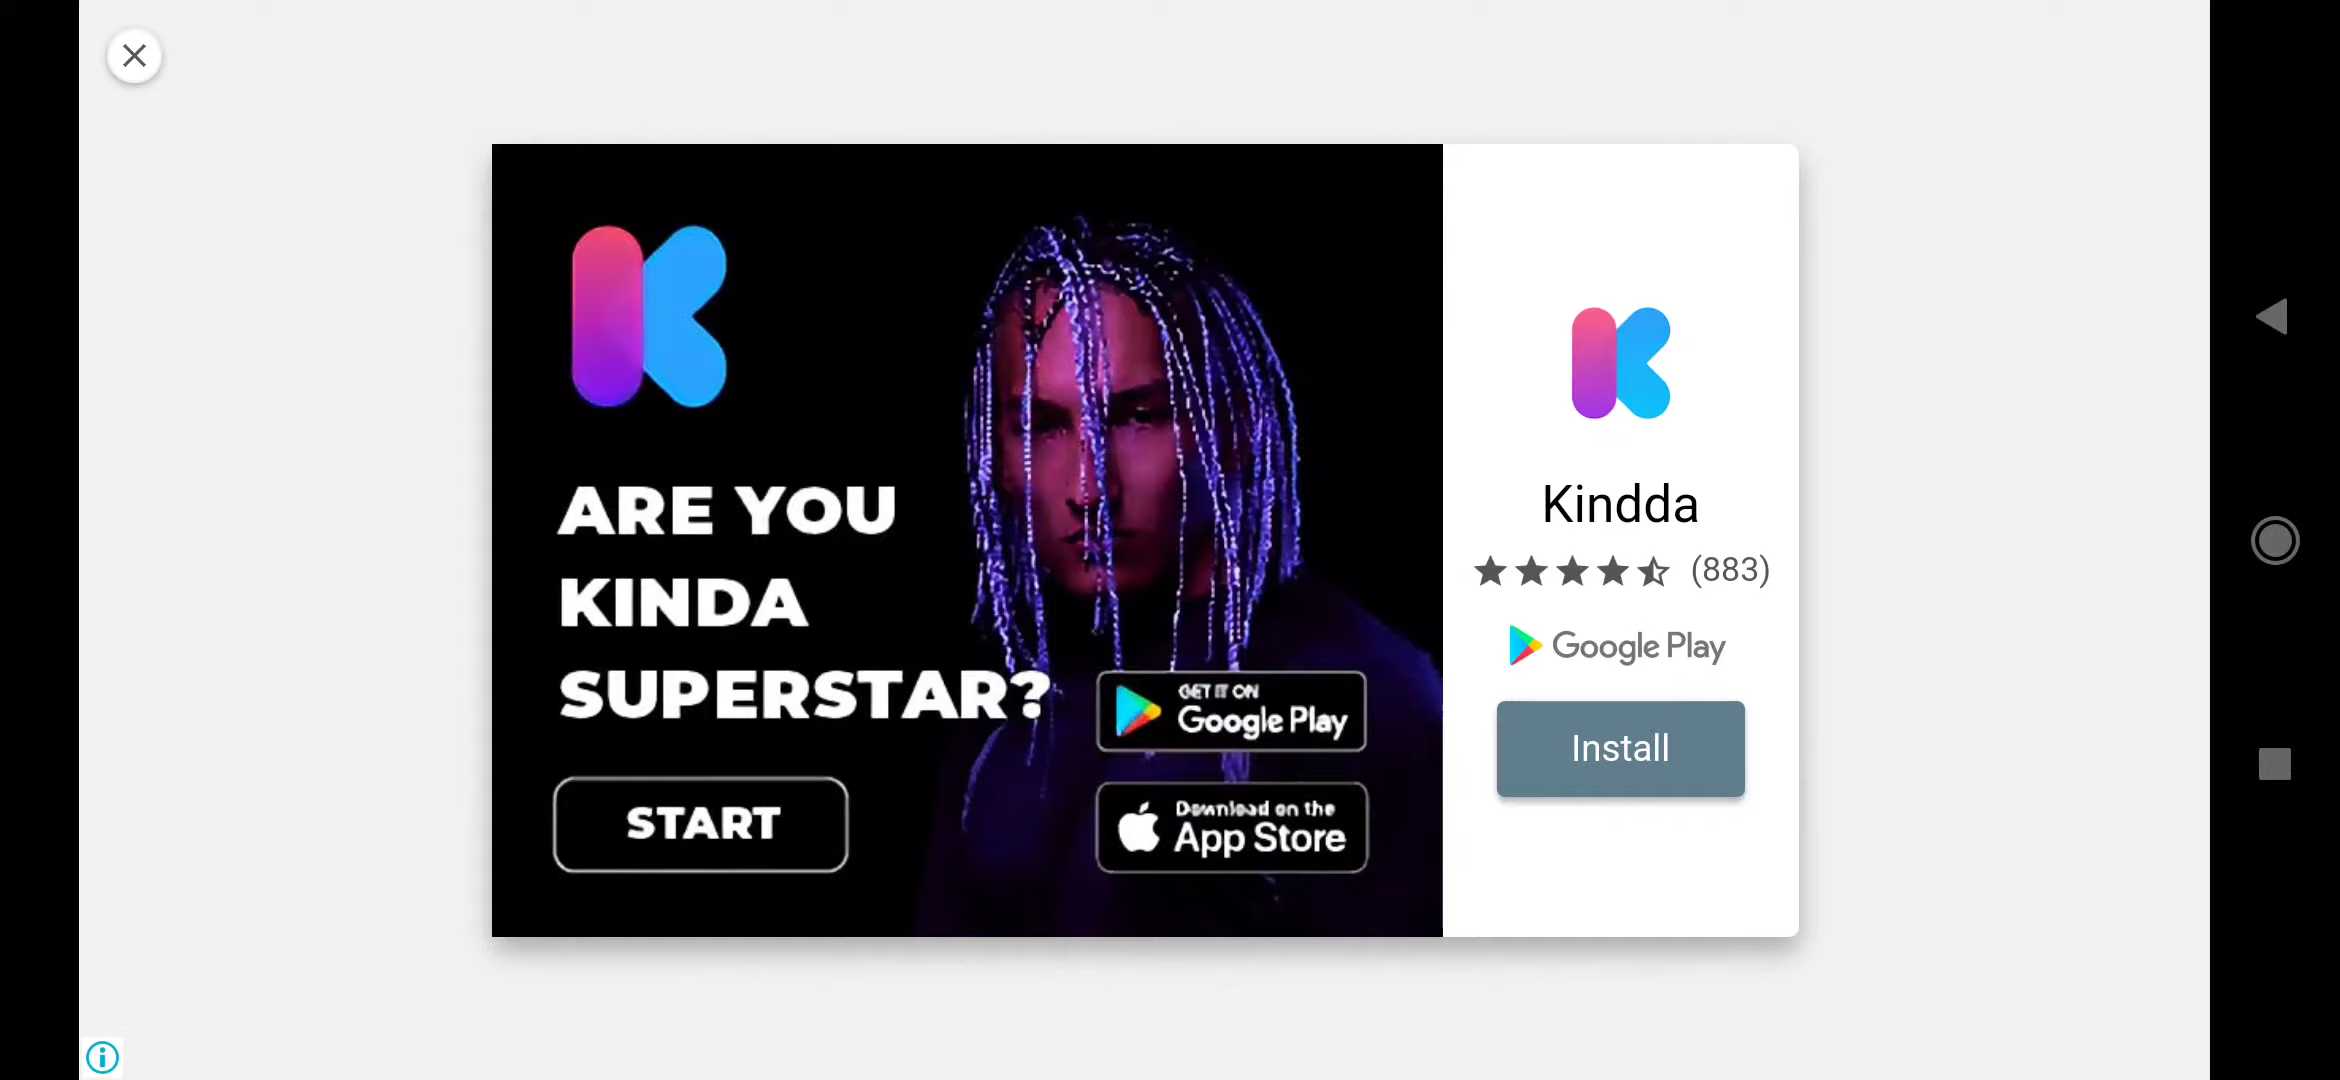 ARE YOU
KINDA
SUPERSTAR?
START
GET IT ON
Google Play
Download on the
App Store
Kindda
(883)
Google Play
Install